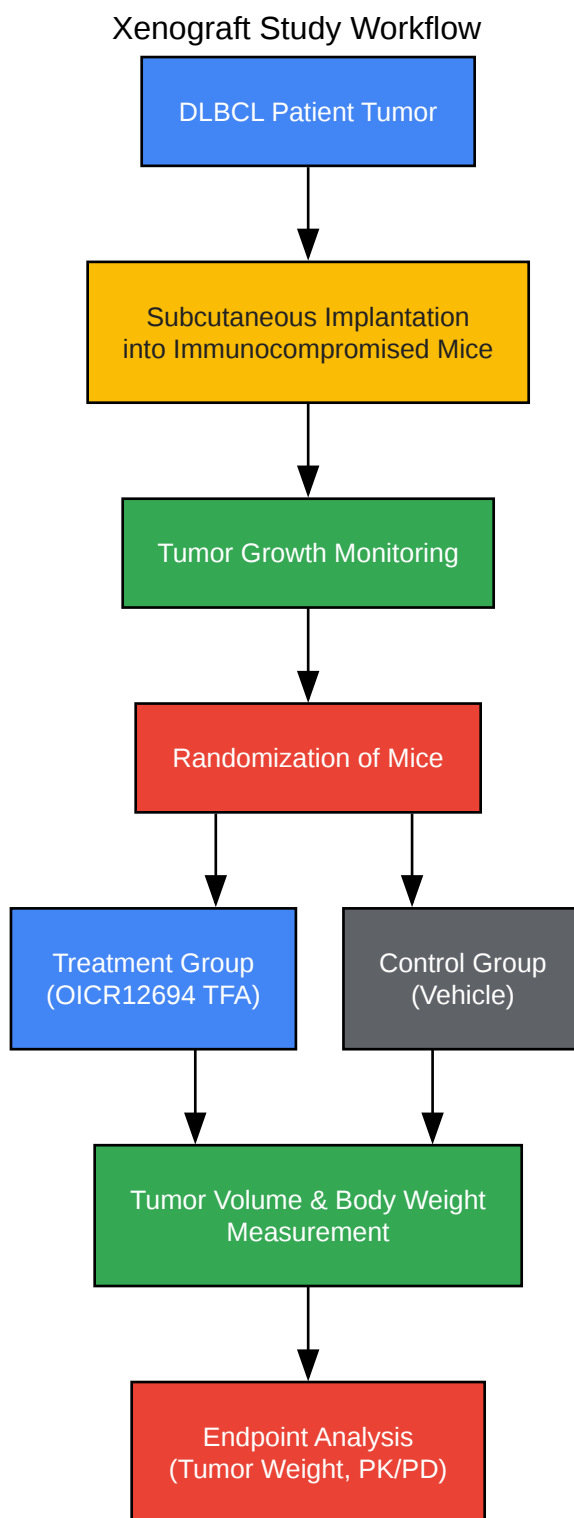 Xenograft Study Workflow
DLBCL Patient Tumor
Subcutaneous Implantation
into Immunocompromised Mice
Tumor Growth Monitoring
Randomization of Mice
Treatment Group
(OICR12694 TFA)
Control Group
(Vehicle)
Tumor Volume & Body Weight
Measurement
Endpoint Analysis
(Tumor Weight, PK/PD)